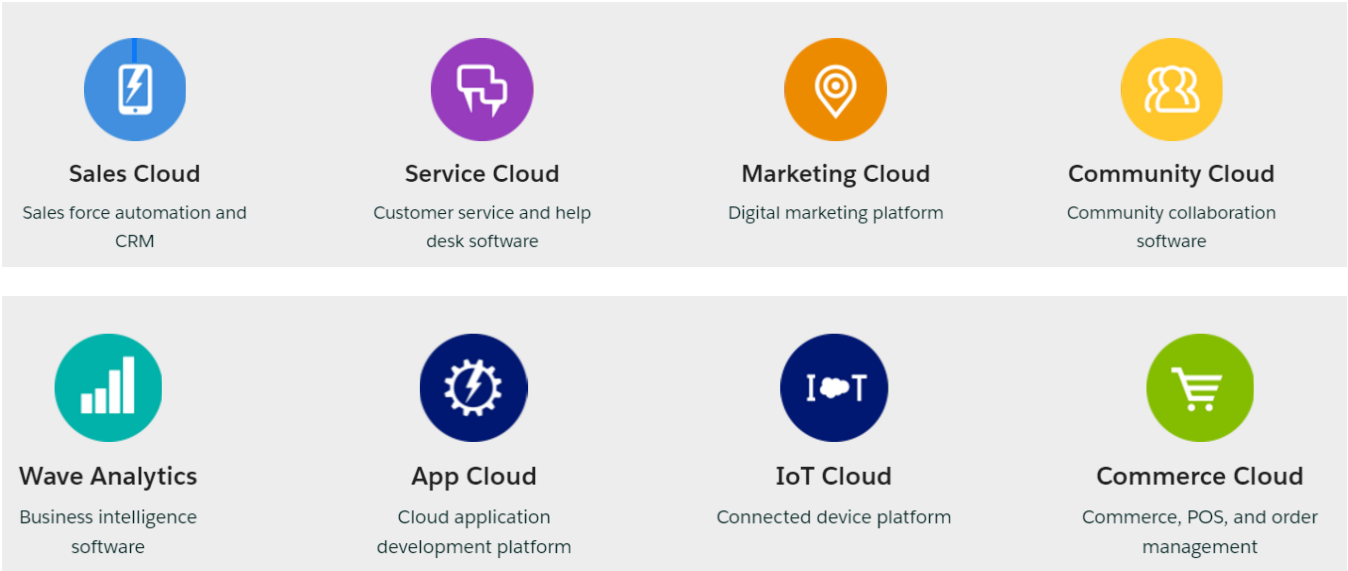 Sales Cloud
Sales force automation and
CRM
Service Cloud
Customer service and help
desk software
Marketing Cloud
Digital marketing platform
Community Cloud
Community collaboration
software
Wave Analytics
Business intelligence
software
App Cloud
Cloud application
development platform
I T
IoT Cloud
Connected device platform
Commerce Cloud
Commerce, POS, and order
management